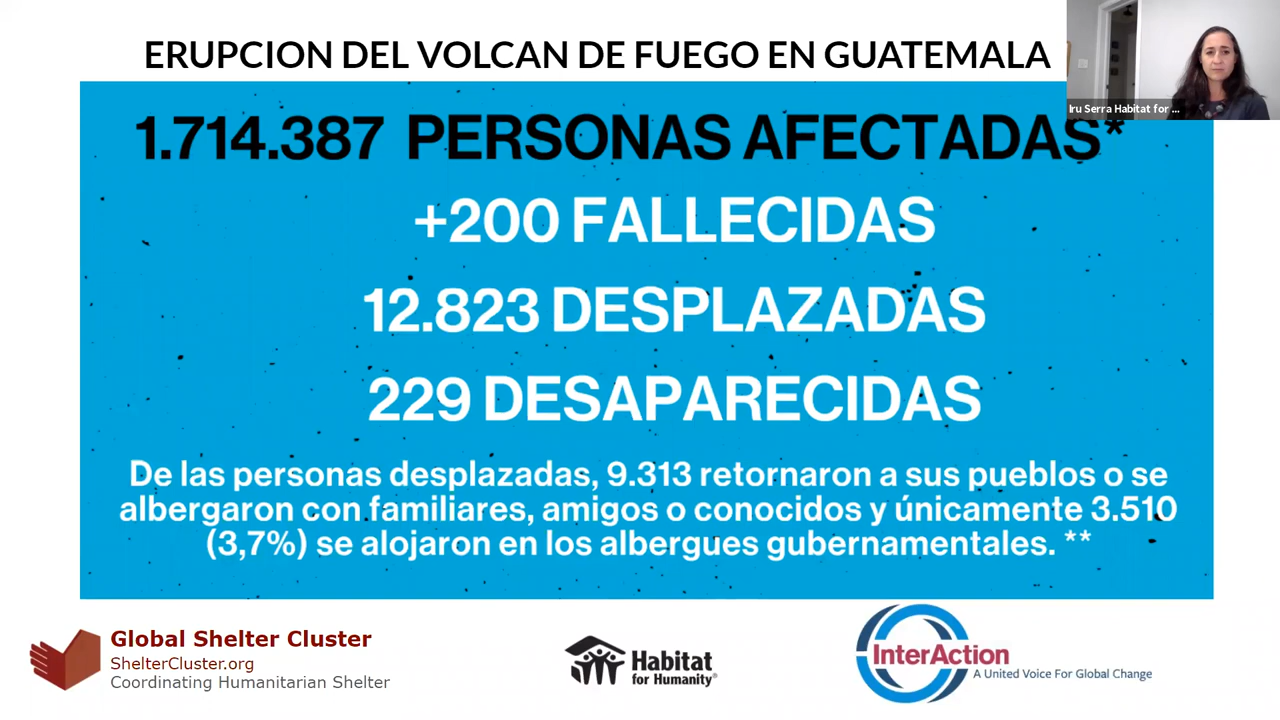 ERUPCION DEL VOLCAN DE FUEGO EN GUATEMALA
Iru Serra Habitat for ...
1.714.387 PERSONAS AFECTADAS*
+200 FALLECIDAS
12.823 DESPLAZADAS
229 DESAPARECIDAS
De las personas desplazadas, 9.313 retornaron a sus pueblos o se
albergaron con familiares, amigos o conocidos y únicamente 3.510
(3,7%) se alojaron en los albergues gubernamentales. **
Global Shelter Cluster
ShelterCluster.org
Coordinating Humanitarian Shelter
Habitat
for Humanity®
InterAction
A United Voice For Global Change